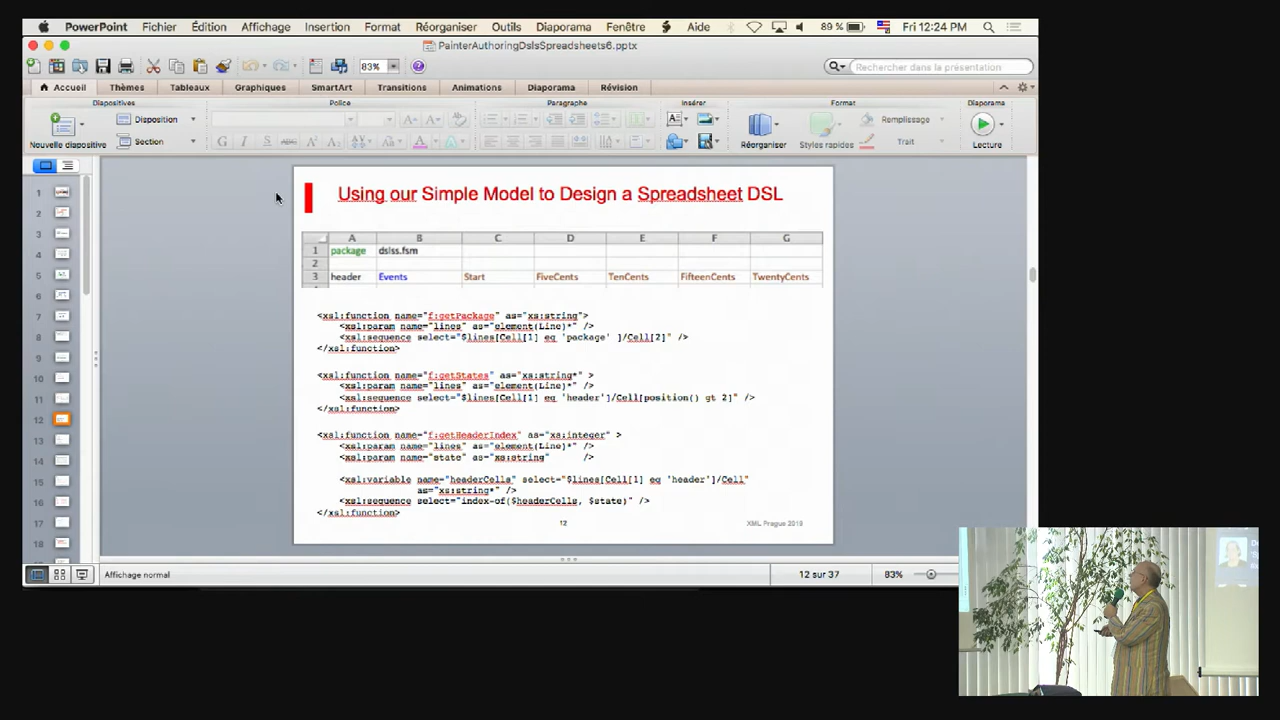 PowerPoint Fichier Édition Affichage Insertion Format Réorganiser Outils Diaporama Fenêtre Aide 89 % Fri 12:24 PM
PainterAuthoringDslsSpreadsheets6.pptx
83% Rechercher dans la présentation
Accueil Thèmes Tableaux Graphiques SmartArt Transitions Animations Diaporama Révision
Diapositives Police Paragraphe Insérer Format Diaporama
Disposition Remplissage
Nouvelle diapositive Section Réorganiser Styles rapides Trait Lecture
Using our Simple Model to Design a Spreadsheet DSL
A B C D E F G
1 package dslss.fsm
2
3 header Events Start FiveCents TenCents FifteenCents TwentyCents
<xsl:function name="f:getPackage" as="xs:string">
<xsl:param name="lines" as="element(Line)*" />
<xsl:sequence select="$lines[Cell[1] eq 'package' ]/Cell[2]" />
</xsl:function>
<xsl:function name="f:getStates" as="xs:string*" >
<xsl:param name="lines" as="element(Line)*" />
<xsl:sequence select="$lines[Cell[1] eq 'header']/Cell[position() gt 2]" />
</xsl:function>
<xsl:function name="f:getHeaderIndex" as="xs:integer" >
<xsl:param name="lines" as="element(Line)*" />
<xsl:param name="state" as="xs:string" />
<xsl:variable name="headerCells" select="$lines[Cell[1] eq 'header']/Cell"
as="xs:string*" />
<xsl:sequence select="index-of($headerCells, $state)" />
</xsl:function>
12 XML Prague 2019
1
2
3
4
5
6
7
8
9
10
11
12
13
14
15
16
17
18
Affichage normal 12 sur 37 83%